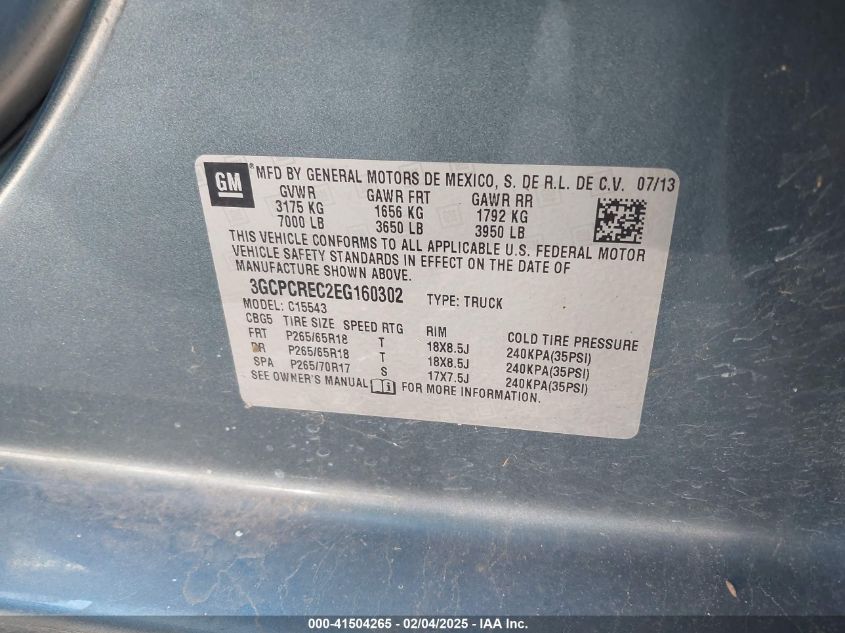 GM ® MFD BY GENERAL MOTORS DE MEXICO, S. DE R.L. DE C.V. 07/13
GVWR GAWR FRT GAWR RR
3175 KG 1656 KG 1792 KG
7000 LB 3650 LB 3950 LB
THIS VEHICLE CONFORMS TO ALL APPLICABLE U.S. FEDERAL MOTOR
VEHICLE SAFETY STANDARDS IN EFFECT ON THE DATE OF
MANUFACTURE SHOWN ABOVE.
3GCPCREC2EG160302 TYPE: TRUCK
MODEL: C15543
CBG5 TIRE SIZE SPEED RTG RIM COLD TIRE PRESSURE
FRT P265/65R18 T 18X8.5J 240KPA(35PSI)
RR P265/65R18 T 18X8.5J 240KPA(35PSI)
SPA P265/70R17 S 17X7.5J 240KPA(35PSI)
SEE OWNER'S MANUAL FOR MORE INFORMATION.
000-41504265 - 02/04/2025 - IAA Inc.